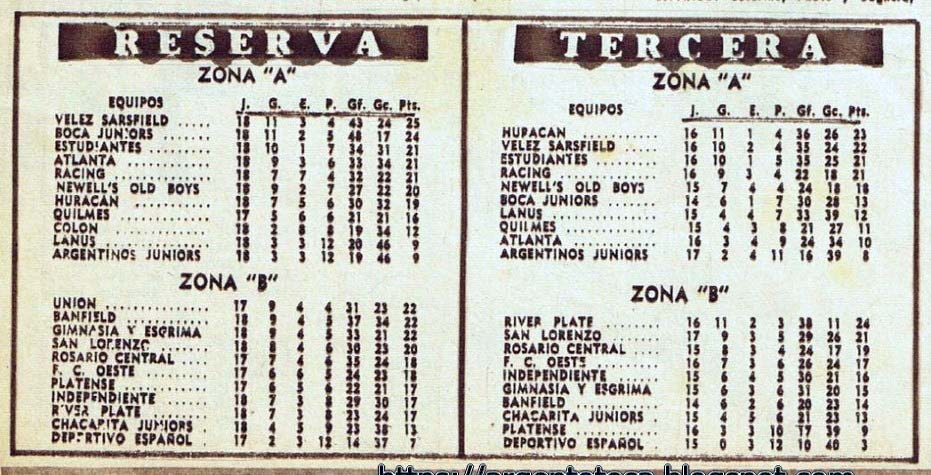 RESERVA
ZONA "A"
EQUIPOS J. G. E. P. Gf. Gc. Pts.
VELEZ SARSFIELD ..... 18 11 3 4 43 24 25
BOCA JUNIORS ........ 18 11 2 5 48 17 24
ESTUDIANTES ......... 18 10 1 7 34 31 21
ATLANTA ............. 18 9 3 6 33 34 21
RACING .............. 18 7 7 4 32 22 21
NEWELL'S OLD BOYS 18 9 2 7 27 22 20
HURACAN ............. 18 7 5 6 30 32 19
QUILMES ............. 17 5 6 6 21 21 16
COLON ............... 18 2 8 8 19 34 12
LANUS ............... 18 3 3 12 20 46 9
ARGENTINOS JUNIORS 18 3 3 12 19 46 9
ZONA "B"
UNION ............... 17 9 4 4 31 23 22
BANFIELD ............ 18 9 4 5 37 34 22
GIMNASIA Y ESGRIMA 18 9 4 5 33 21 22
SAN LORENZO ......... 18 8 4 6 30 23 20
ROSARIO CENTRAL ..... 17 7 4 6 35 24 18
F. C. OESTE ......... 17 6 6 5 24 23 18
PLATENSE ............ 17 6 5 6 22 21 17
INDEPENDIENTE ....... 18 7 3 8 29 30 17
RIVER PLATE ......... 18 7 3 8 23 24 17
CHACARITA JUNIORS .. 18 4 5 9 23 38 13
DEPORTIVO ESPAÑOL . 17 2 3 12 14 37 7
TERCERA
ZONA "A"
EQUIPOS J. G. E. P. Gf. Gc. Pts.
HURACAN ............. 16 11 1 4 36 26 23
VELEZ SARSFIELD ..... 16 10 2 4 35 24 22
ESTUDIANTES ......... 16 10 1 5 35 25 21
RACING .............. 16 9 3 4 22 18 21
NEWELL'S OLD BOYS .. 15 7 4 4 24 18 18
BOCA JUNIORS ........ 14 6 1 7 30 28 13
LANUS ............... 15 4 4 7 33 39 12
QUILMES ............. 15 4 3 8 21 27 11
ATLANTA ............. 16 3 4 9 24 34 10
ARGENTINOS JUNIORS . 17 2 4 11 16 39 8
ZONA "B"
RIVER PLATE ......... 16 11 2 3 38 11 24
SAN LORENZO ......... 17 9 3 5 29 26 21
ROSARIO CENTRAL ..... 15 8 3 4 24 17 19
F. C. OESTE ......... 16 7 3 6 26 24 17
INDEPENDIENTE ....... 15 6 4 5 30 21 16
GIMNASIA Y ESGRIMA . 15 6 3 6 31 20 15
BANFIELD ............ 14 6 2 6 20 23 14
CHACARITA JUNIORS .. 15 4 5 6 21 23 13
PLATENSE ............ 16 3 3 10 17 39 9
DEPORTIVO ESPAÑOL . 15 0 3 12 10 40 3